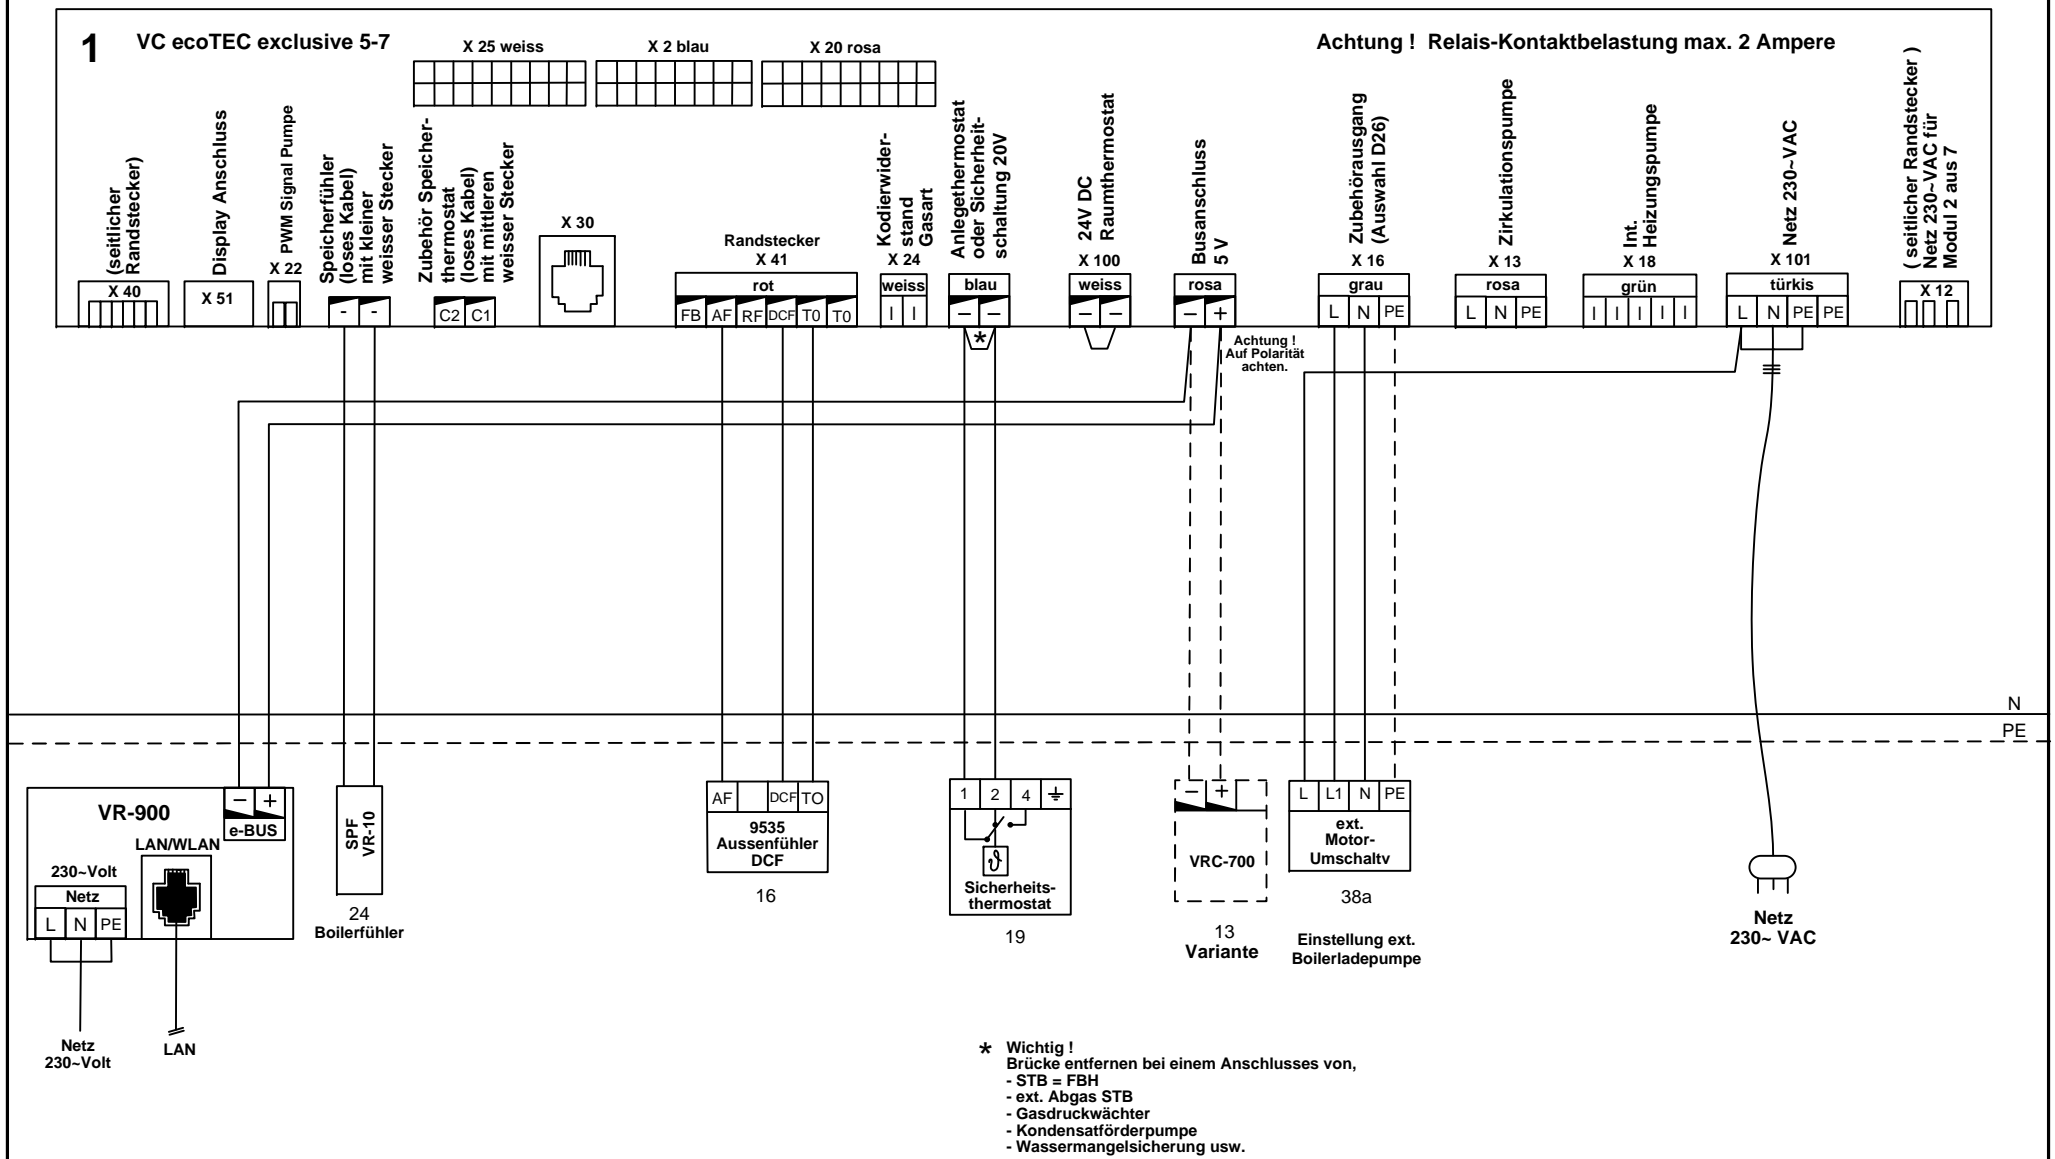 1
VC ecoTEC exclusive 5-7
X 25 weiss
X 2 blau
X 20 rosa
Achtung ! Relais-Kontaktbelastung max. 2 Ampere
(seitlicher
Randstecker)
X 40
Display Anschluss
X 51
PWM Signal Pumpe
X 22
Speicherfühler
(loses Kabel)
mit kleiner
weisser Stecker
- -
Zubehör Speicher-
thermostat
(loses Kabel)
mit mittleren
weisser Stecker
C2 C1
X 30
Randstecker
X 41
rot
FB AF RF DCF T0 T0
Kodierwider-
stand
Gasart
X 24
weiss
I I
Anlegethermostat
oder Sicherheit-
schaltung 20V
blau
– –
*
24V DC
Raumthermostat
X 100
weiss
– –
Busanschluss
5 V
rosa
– +
Achtung !
Auf Polarität
achten.
Zubehörausgang
(Auswahl D26)
X 16
grau
L N PE
Zirkulationspumpe
X 13
rosa
L N PE
Int.
Heizungspumpe
X 18
grün
I I I I I
Netz 230~VAC
X 101
türkis
L N PE PE
( seitlicher Randstecker )
Netz 230~VAC für
Modul 2 aus 7
X 12
N
PE
VR-900
– +
e-BUS
LAN/WLAN
230~Volt
Netz
L N PE
Netz
230~Volt
LAN
SPF
VR-10
24
Boilerfühler
AF DCF TO
9535
Aussenfühler
DCF
16
1 2 4 ⏚
ϑ
Sicherheits-
thermostat
19
– +
VRC-700
13
Variante
L L1 N PE
ext.
Motor-
Umschaltv
38a
Einstellung ext.
Boilerladepumpe
Netz
230~ VAC
* Wichtig !
Brücke entfernen bei einem Anschlusses von,
- STB = FBH
- ext. Abgas STB
- Gasdruckwächter
- Kondensatförderpumpe
- Wassermangelsicherung usw.